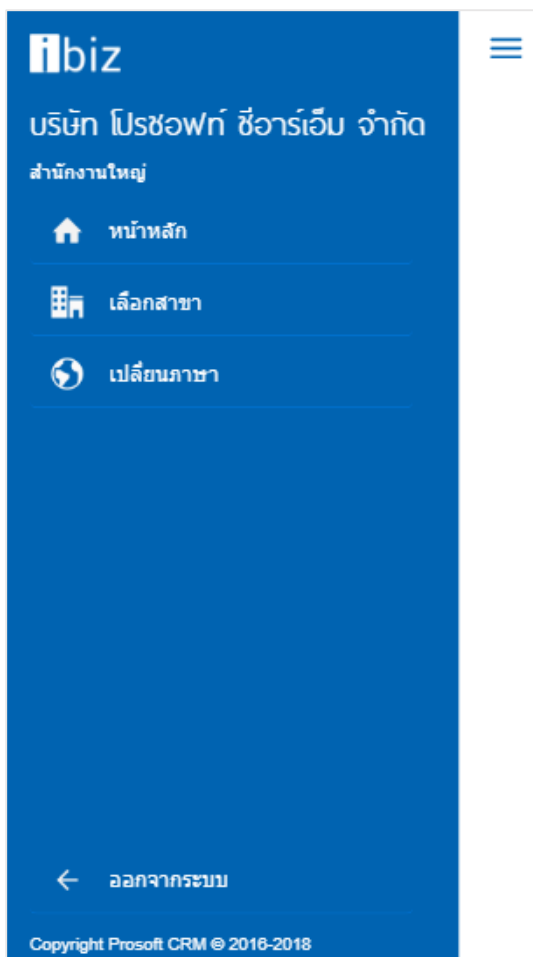 ibiz
บริษัท โปรซอฟท์ ซีอาร์เอ็ม จำกัด
สำนักงานใหญ่
หน้าหลัก
เลือกสาขา
เปลี่ยนภาษา
ออกจากระบบ
Copyright Prosoft CRM © 2016-2018